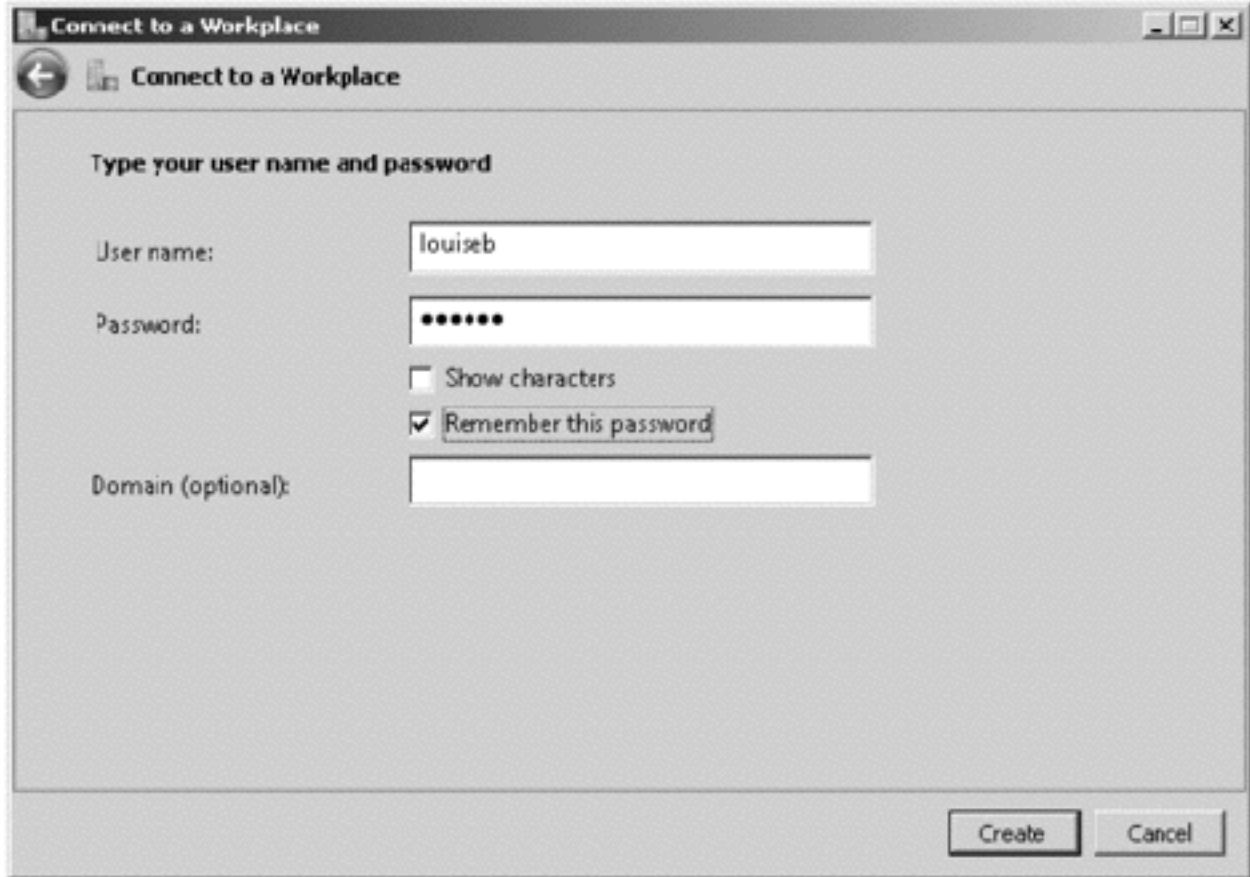 Connect to a Workplace
Connect to a Workplace
Type your user name and password
User name: louiseb
Password: ●●●●●●
Show characters
Remember this password
Domain (optional):
Create Cancel